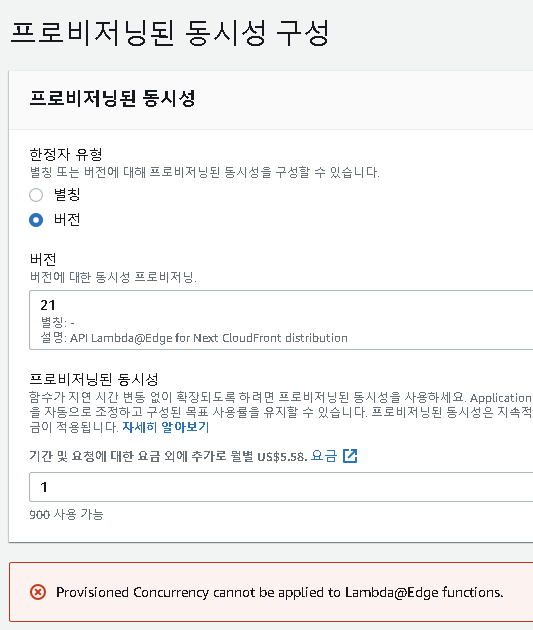 프로비저닝된 동시성 구성
프로비저닝된 동시성
한정자 유형
별칭 또는 버전에 대해 프로비저닝된 동시성을 구성할 수 있습니다.
별칭
버전
버전
버전에 대한 동시성 프로비저닝.
21
별칭: -
설명: API Lambda@Edge for Next CloudFront distribution
프로비저닝된 동시성
함수가 지연 시간 변동 없이 확장되도록 하려면 프로비저닝된 동시성을 사용하세요. Application
을 자동으로 조정하고 구성된 목표 사용률을 유지할 수 있습니다. 프로비저닝된 동시성은 지속적
금이 적용됩니다. 자세히 알아보기
기간 및 요청에 대한 요금 외에 추가로 월별 US$5.58. 요금
1
900 사용 가능
Provisioned Concurrency cannot be applied to Lambda@Edge functions.